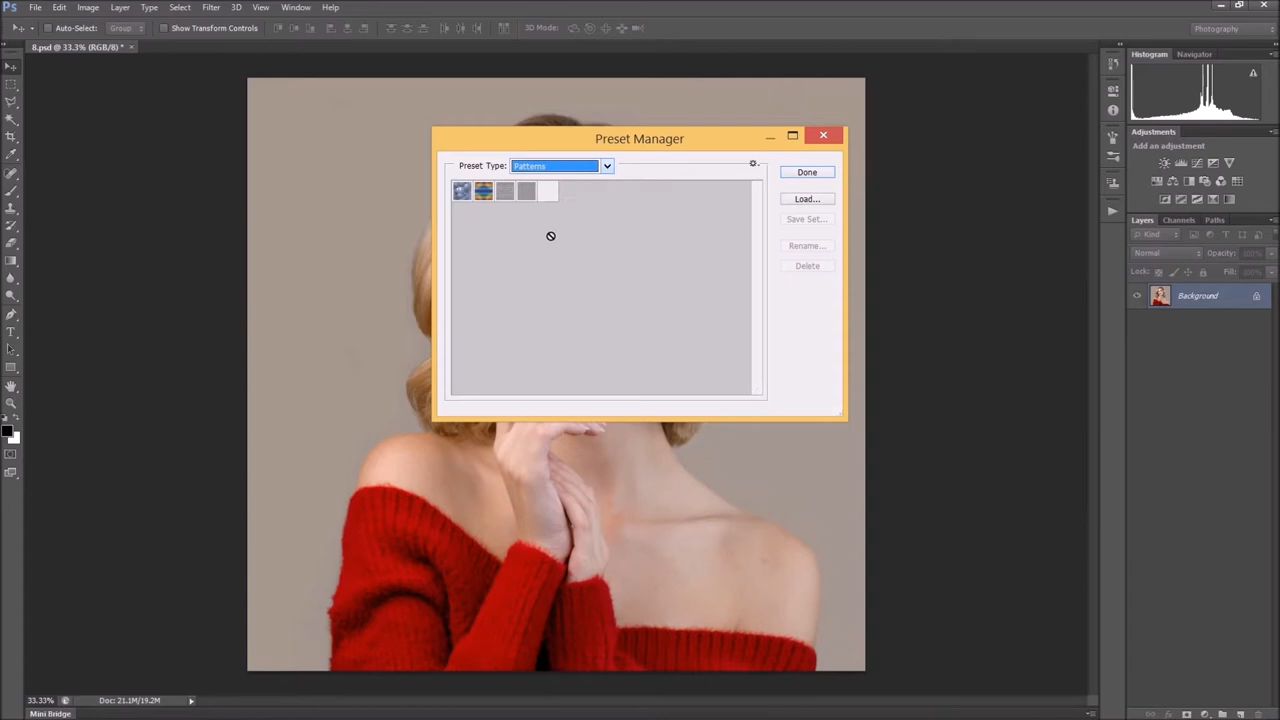 Ps File Edit Image Layer Type Select Filter 3D View Window Help
Auto-Select: Group Show Transform Controls 3D Mode: Photography
8.psd @ 33.3% (RGB/8) * ×
Histogram Navigator
Preset Manager
Adjustments
Add an adjustment
Preset Type: Patterns
Done
Load...
Save Set...
Rename...
Delete
Layers Channels Paths
Kind
Normal Opacity: 100%
Lock: Fill: 100%
Background
33.33% Doc: 21.1M/19.2M
Mini Bridge